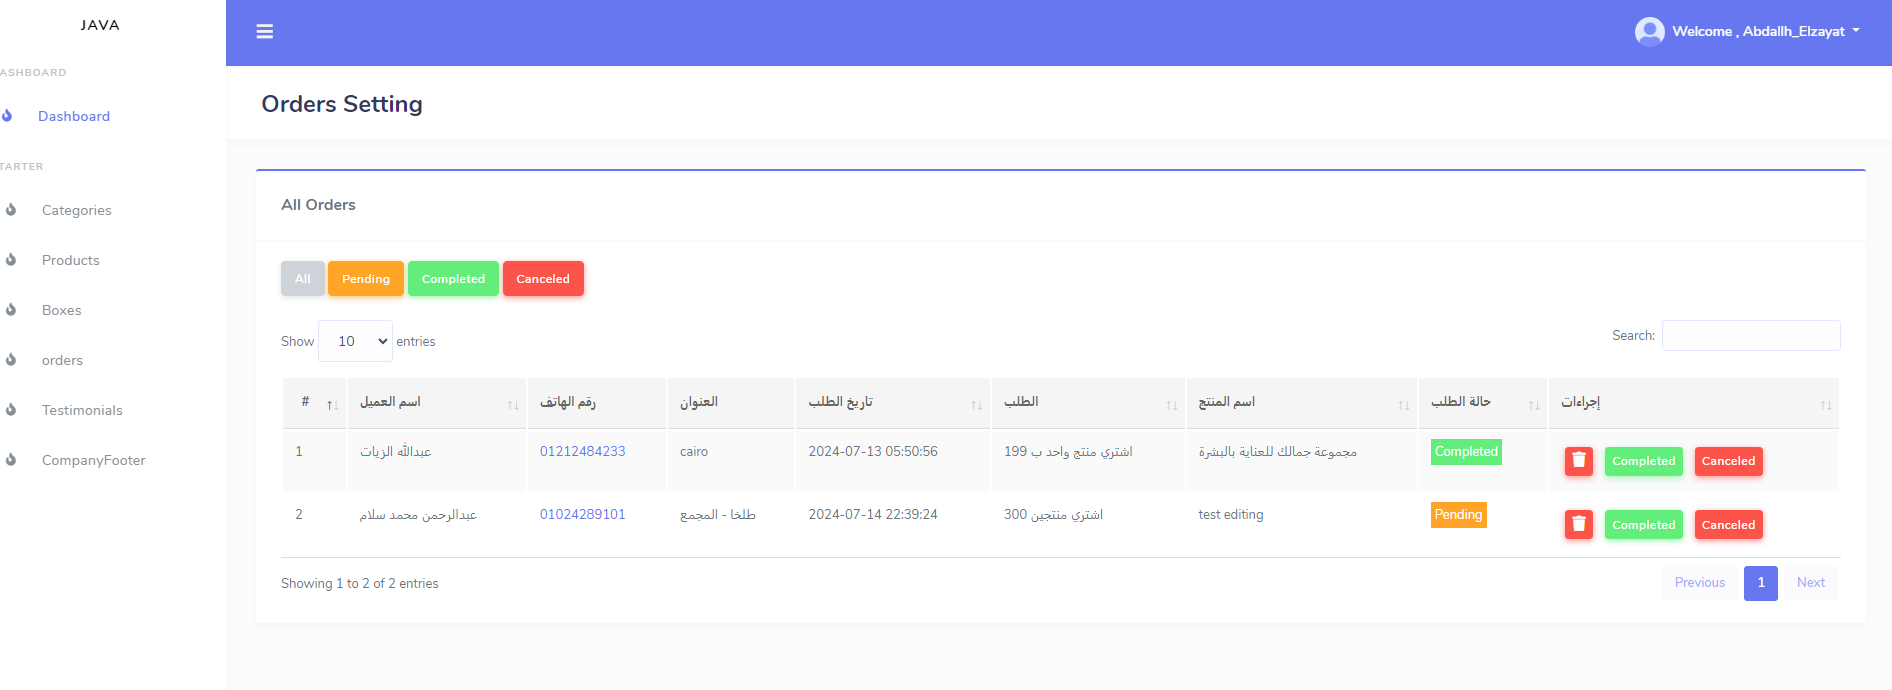 JAVA
Welcome , Abdallh_Elzayat
ASHBOARD
Dashboard
TARTER
Categories
Products
Boxes
orders
Testimonials
CompanyFooter
Orders Setting
All Orders
All Pending Completed Canceled
Show 10 entries
Search:
# اسم العميل رقم الهاتف العنوان تاريخ الطلب الطلب اسم المنتج حالة الطلب إجراءات
1 عبدالله الزيات 01212484233 cairo 2024-07-13 05:50:56 اشتري منتج واحد ب 199 مجموعة جمالك للعناية بالبشرة Completed Completed Canceled
2 عبدالرحمن محمد سلام 01024289101 طلخا - المجمع 2024-07-14 22:39:24 اشتري منتجين 300 test editing Pending Completed Canceled
Showing 1 to 2 of 2 entries
Previous 1 Next